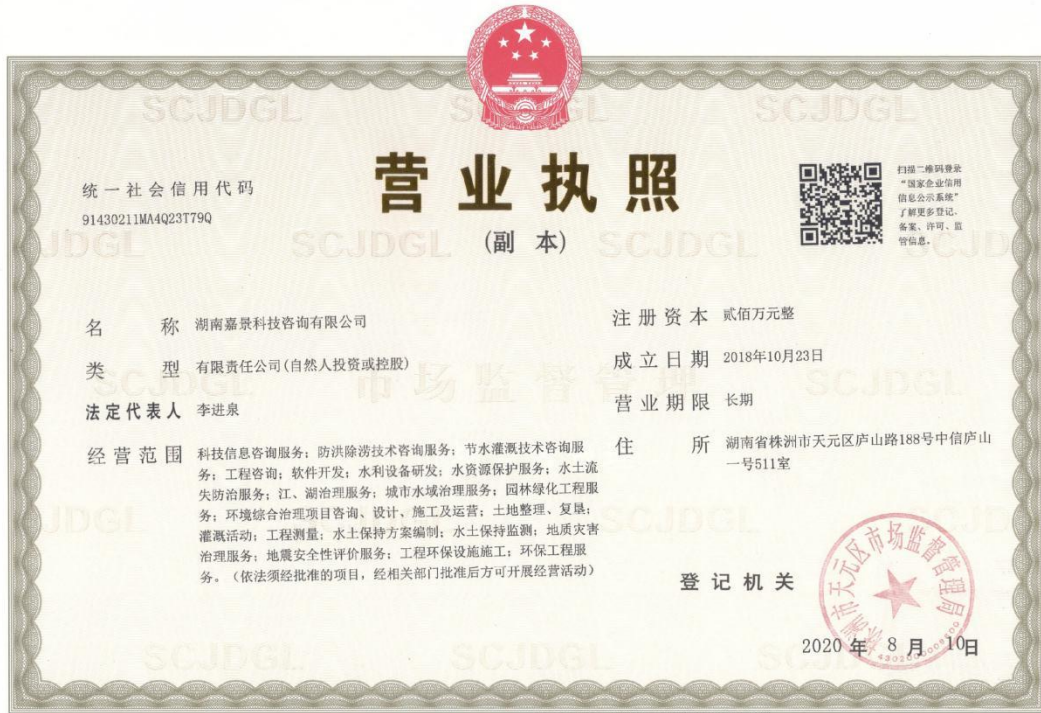 营业执照
(副 本)
统一社会信用代码
91430211MA4Q23T79Q
扫描二维码登录
“国家企业信用
信息公示系统”
了解更多登记、
备案、许可、监
管信息。
名 称 湖南嘉景科技咨询有限公司
类 型 有限责任公司(自然人投资或控股)
法定代表人 李进泉
经营范围 科技信息咨询服务；防洪除涝技术咨询服务；节水灌溉技术咨询服
务；工程咨询；软件开发；水利设备研发；水资源保护服务；水土流
失防治服务；江、湖治理服务；城市水域治理服务；园林绿化工程服
务；环境综合治理项目咨询、设计、施工及运营；土地整理、复垦；
灌溉活动；工程测量；水土保持方案编制；水土保持监测；地质灾害
治理服务；地震安全性评价服务；工程环保设施施工；环保工程服
务。（依法须经批准的项目，经相关部门批准后方可开展经营活动）
注册资本 贰佰万元整
成立日期 2018年10月23日
营业期限 长期
住 所 湖南省株洲市天元区庐山路188号中信庐山
一号511室
登记机关
株洲市天元区市场监督管理局
2020 年 8 月 10日
SCJDGL
市场监督管理